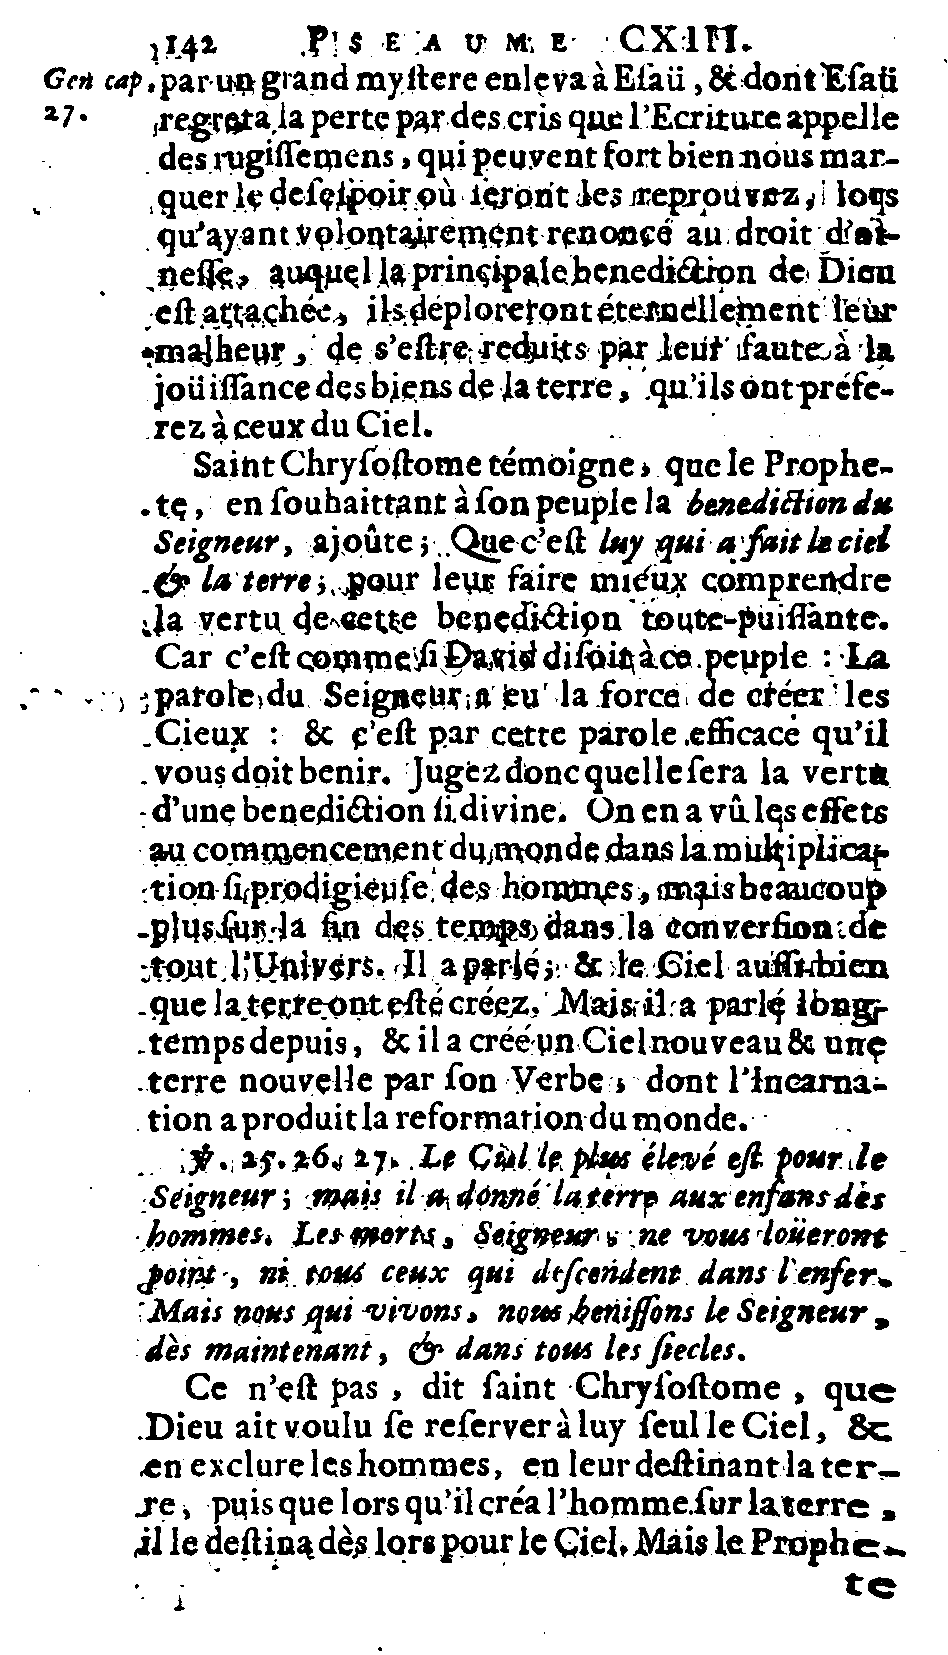 142 PSEAUME CXIII.
Gen cap. par un grand myſtere enleva à Eſaü, & dont Eſaü
27. regreta la perte par des cris que l'Ecriture appelle
des rugiſſemens, qui peuvent fort bien nous mar-
quer le deſeſpoir où ſeront les reprouvez, lors
qu'ayant volontairement renoncé au droit d'aî-
neſſe, auquel la principale benediction de Dieu
eſt attachée, ils déploreront éternellement leur
malheur, de s'eſtre reduits par leur faute à la
joüiſſance des biens de la terre, qu'ils ont préfe-
rez à ceux du Ciel.
Saint Chryſoſtome témoigne, que le Prophe-
te, en ſouhaittant à ſon peuple la benediction du
Seigneur, ajoûte; Que c'eſt luy qui a fait le ciel
& la terre; pour leur faire mieux comprendre
la vertu de cette benediction toute-puiſſante.
Car c'eſt comme ſi David diſoit à ce peuple : La
parole du Seigneur a eu la force de créer les
Cieux : & c'eſt par cette parole efficace qu'il
vous doit benir. Jugez donc quelle ſera la vertu
d'une benediction ſi divine. On en a vû les effets
au commencement du monde dans la multiplica-
tion ſi prodigieuſe des hommes, mais beaucoup
plus ſur la fin des temps dans la converſion de
tout l'Univers. Il a parlé; & le Ciel auſſi-bien
que la terre ont eſté créez. Mais il a parlé long-
temps depuis, & il a créé un Ciel nouveau & une
terre nouvelle par ſon Verbe, dont l'Incarna-
tion a produit la reformation du monde.
℣. 25. 26. 27. Le Ciel le plus élevé eſt pour le
Seigneur; mais il a donné la terre aux enfans des
hommes. Les morts, Seigneur, ne vous loüeront
point, ni tous ceux qui deſcendent dans l'enfer.
Mais nous qui vivons, nous beniſſons le Seigneur,
dès maintenant, & dans tous les ſiecles.
Ce n'eſt pas, dit ſaint Chryſoſtome, que
Dieu ait voulu ſe reſerver à luy ſeul le Ciel, &
en exclure les hommes, en leur deſtinant la ter-
re, puis que lors qu'il créa l'homme ſur la terre,
il le deſtina dès lors pour le Ciel. Mais le Prophe-
te